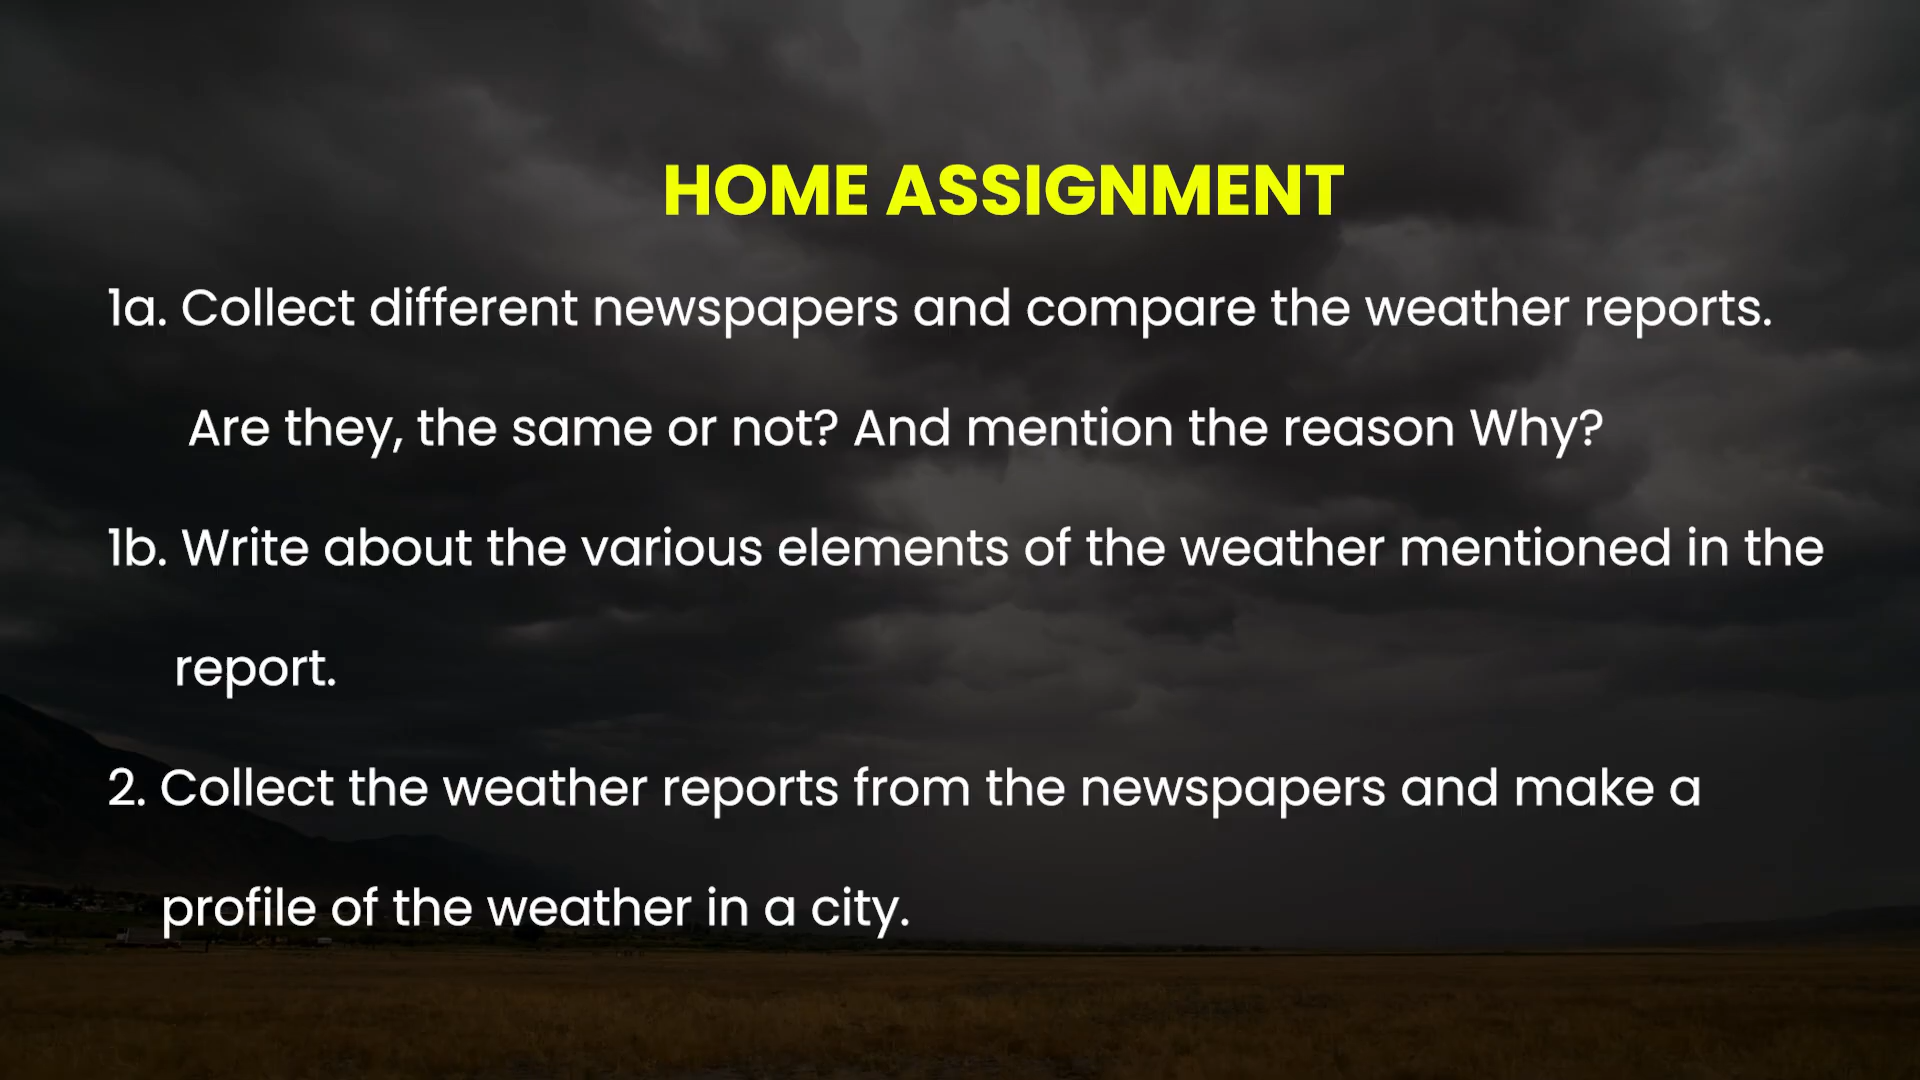 HOME ASSIGNMENT
1a. Collect different newspapers and compare the weather reports.
Are they, the same or not? And mention the reason Why?
1b. Write about the various elements of the weather mentioned in the
report.
2. Collect the weather reports from the newspapers and make a
profile of the weather in a city.